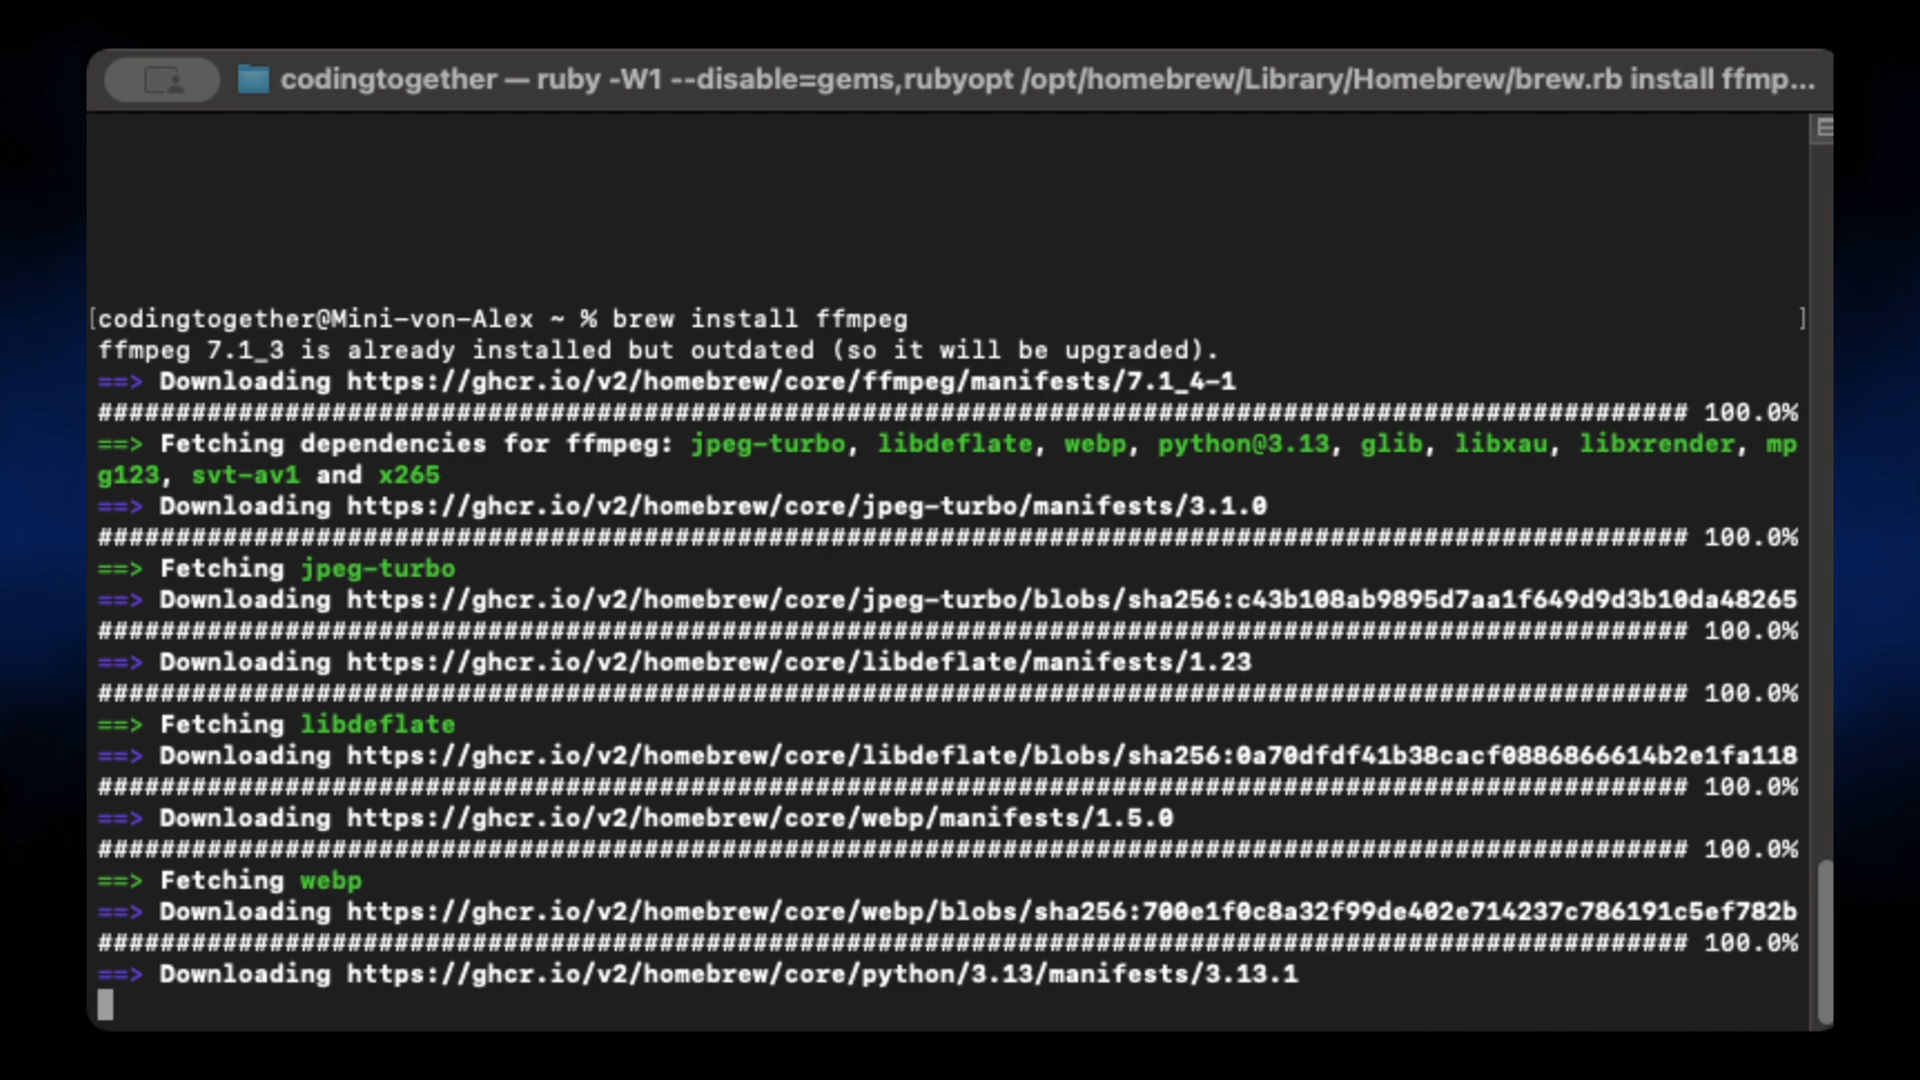 codingtogether — ruby -W1 --disable=gems,rubyopt /opt/homebrew/Library/Homebrew/brew.rb install ffmp...
[codingtogether@Mini-von-Alex ~ % brew install ffmpeg ]
ffmpeg 7.1_3 is already installed but outdated (so it will be upgraded).
==> Downloading https://ghcr.io/v2/homebrew/core/ffmpeg/manifests/7.1_4-1
###################################################################################################### 100.0%
==> Fetching dependencies for ffmpeg: jpeg-turbo, libdeflate, webp, python@3.13, glib, libxau, libxrender, mp
g123, svt-av1 and x265
==> Downloading https://ghcr.io/v2/homebrew/core/jpeg-turbo/manifests/3.1.0
###################################################################################################### 100.0%
==> Fetching jpeg-turbo
==> Downloading https://ghcr.io/v2/homebrew/core/jpeg-turbo/blobs/sha256:c43b108ab9895d7aa1f649d9d3b10da48265
###################################################################################################### 100.0%
==> Downloading https://ghcr.io/v2/homebrew/core/libdeflate/manifests/1.23
###################################################################################################### 100.0%
==> Fetching libdeflate
==> Downloading https://ghcr.io/v2/homebrew/core/libdeflate/blobs/sha256:0a70dfdf41b38cacf0886866614b2e1fa118
###################################################################################################### 100.0%
==> Downloading https://ghcr.io/v2/homebrew/core/webp/manifests/1.5.0
###################################################################################################### 100.0%
==> Fetching webp
==> Downloading https://ghcr.io/v2/homebrew/core/webp/blobs/sha256:700e1f0c8a32f99de402e714237c786191c5ef782b
###################################################################################################### 100.0%
==> Downloading https://ghcr.io/v2/homebrew/core/python/3.13/manifests/3.13.1